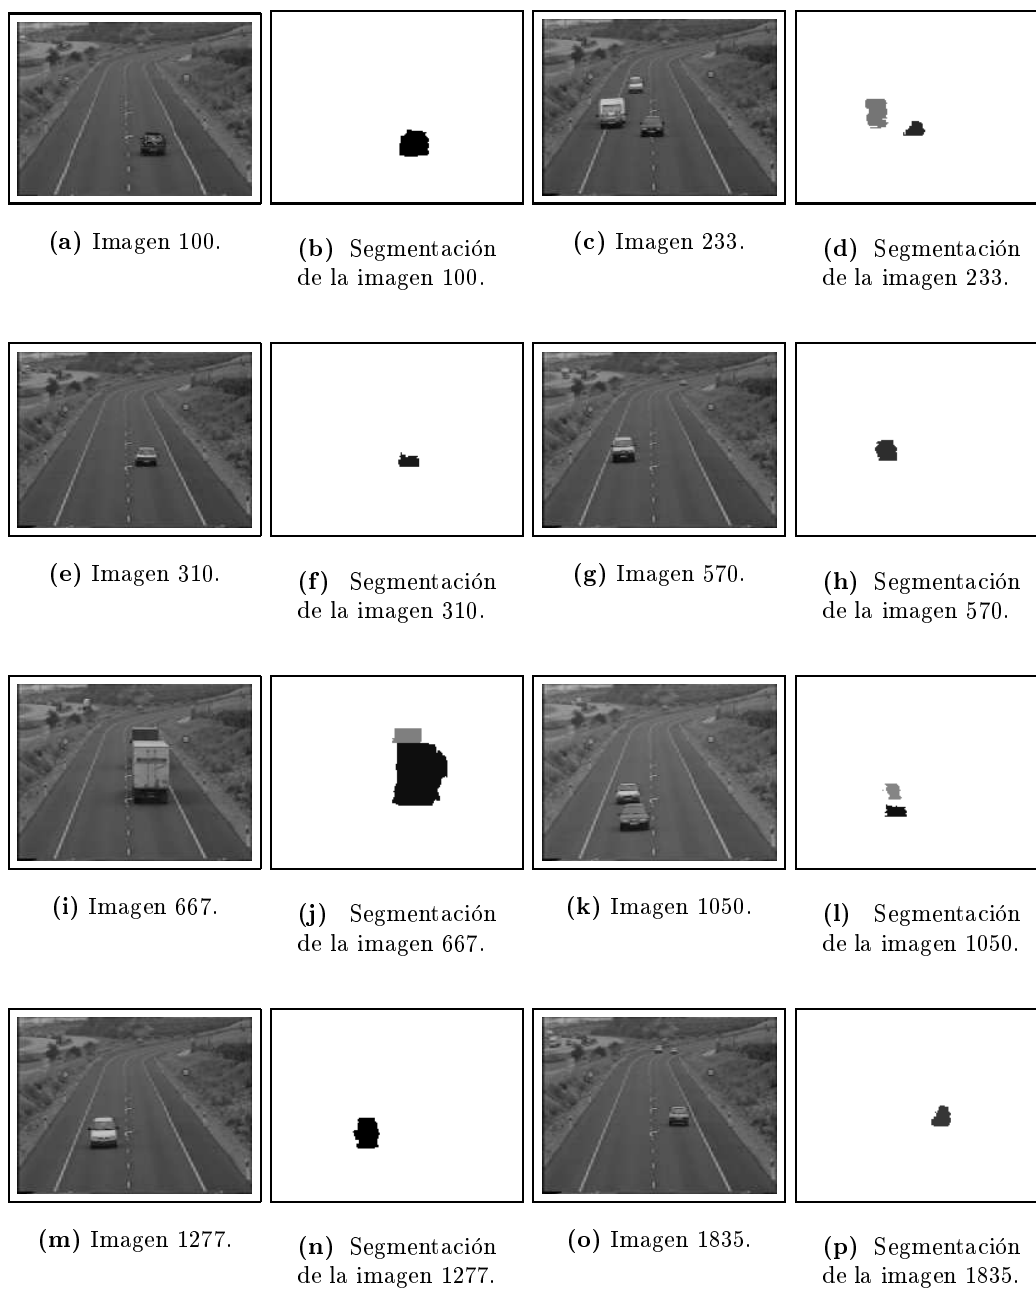 (a) Imagen 100.
(b) Segmentación
de la imagen 100.
(c) Imagen 233.
(d) Segmentación
de la imagen 233.
(e) Imagen 310.
(f) Segmentación
de la imagen 310.
(g) Imagen 570.
(h) Segmentación
de la imagen 570.
(i) Imagen 667.
(j) Segmentación
de la imagen 667.
(k) Imagen 1050.
(l) Segmentación
de la imagen 1050.
(m) Imagen 1277.
(n) Segmentación
de la imagen 1277.
(o) Imagen 1835.
(p) Segmentación
de la imagen 1835.